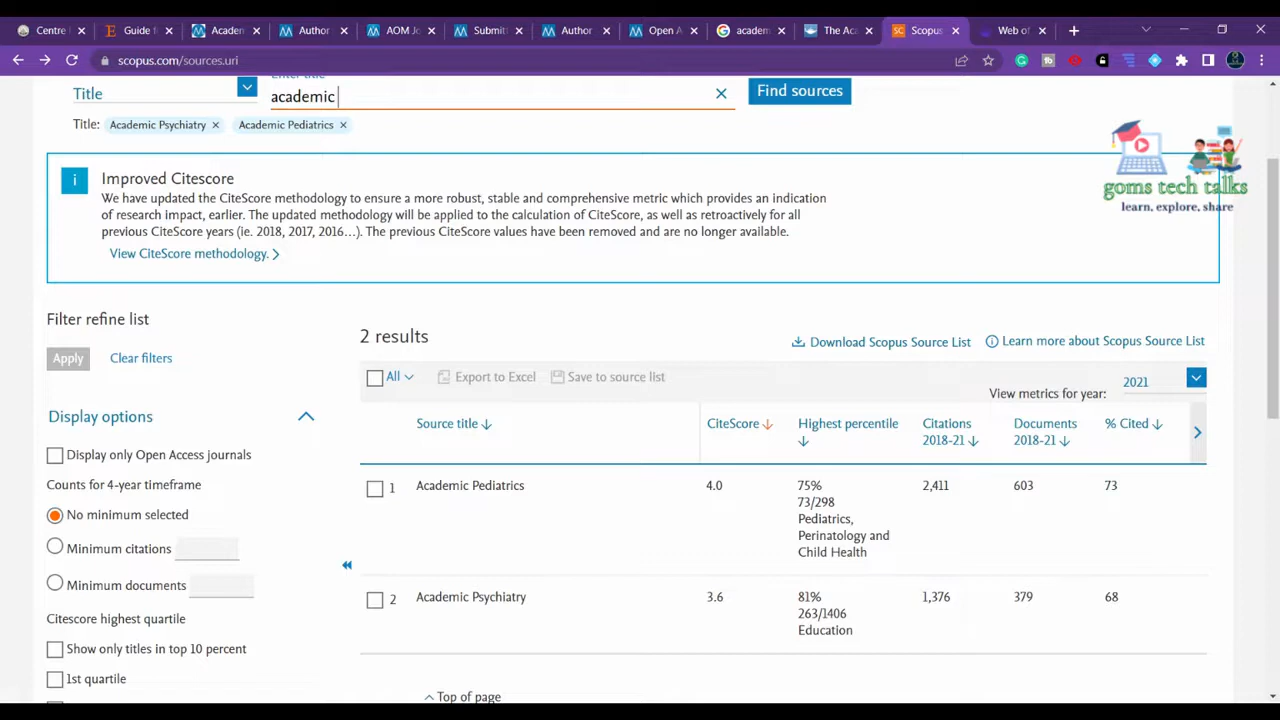 Centre
Guide f
Academ
Author
AOM Jo
Submitt
Author
Open A
academ
The Aca
SC
Scopus
Web of
scopus.com/sources.uri
Enter title
Title
academic
Find sources
Title: Academic Psychiatry Academic Pediatrics
goms tech talks
learn, explore, share
i
Improved Citescore
We have updated the CiteScore methodology to ensure a more robust, stable and comprehensive metric which provides an indication
of research impact, earlier. The updated methodology will be applied to the calculation of CiteScore, as well as retroactively for all
previous CiteScore years (ie. 2018, 2017, 2016…). The previous CiteScore values have been removed and are no longer available.
View CiteScore methodology.
Filter refine list
Apply
Clear filters
2 results
Download Scopus Source List
Learn more about Scopus Source List
All
Export to Excel
Save to source list
View metrics for year:
2021
Display options
Display only Open Access journals
Counts for 4-year timeframe
No minimum selected
Minimum citations
Minimum documents
Citescore highest quartile
Show only titles in top 10 percent
1st quartile
Source title
CiteScore
Highest percentile
Citations
2018-21
Documents
2018-21
% Cited
1
Academic Pediatrics
4.0
75%
73/298
Pediatrics,
Perinatology and
Child Health
2,411
603
73
2
Academic Psychiatry
3.6
81%
263/1406
Education
1,376
379
68
Top of page